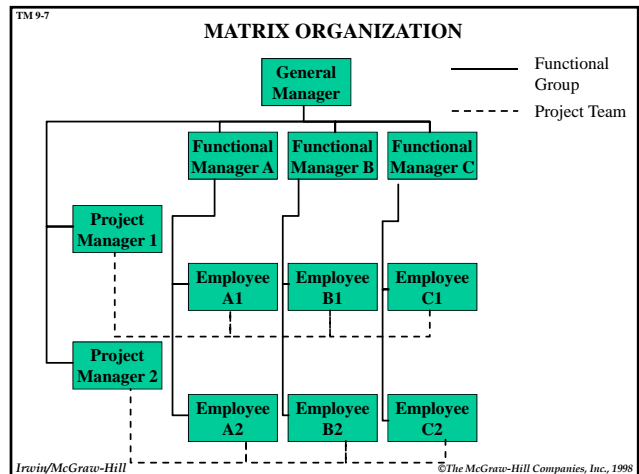 TM 9-7
MATRIX ORGANIZATION
General
Manager
Functional
Group
Project Team
Functional
Manager A
Functional
Manager B
Functional
Manager C
Project
Manager 1
Employee
A1
Employee
B1
Employee
C1
Project
Manager 2
Employee
A2
Employee
B2
Employee
C2
Irwin/McGraw-Hill
©The McGraw-Hill Companies, Inc., 1998